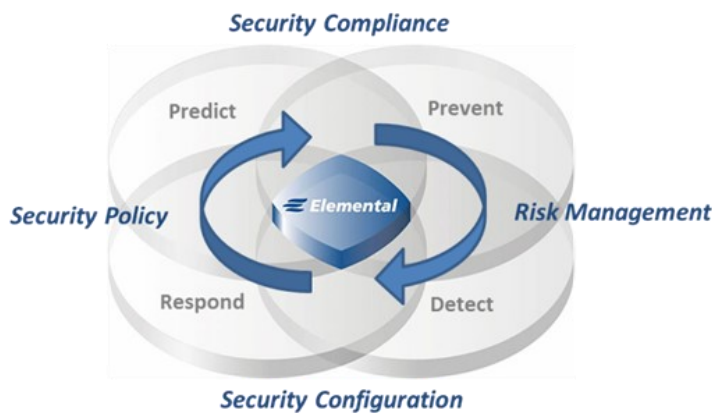 Security Compliance
Predict
Prevent
Security Policy
Elemental
Risk Management
Respond
Detect
Security Configuration